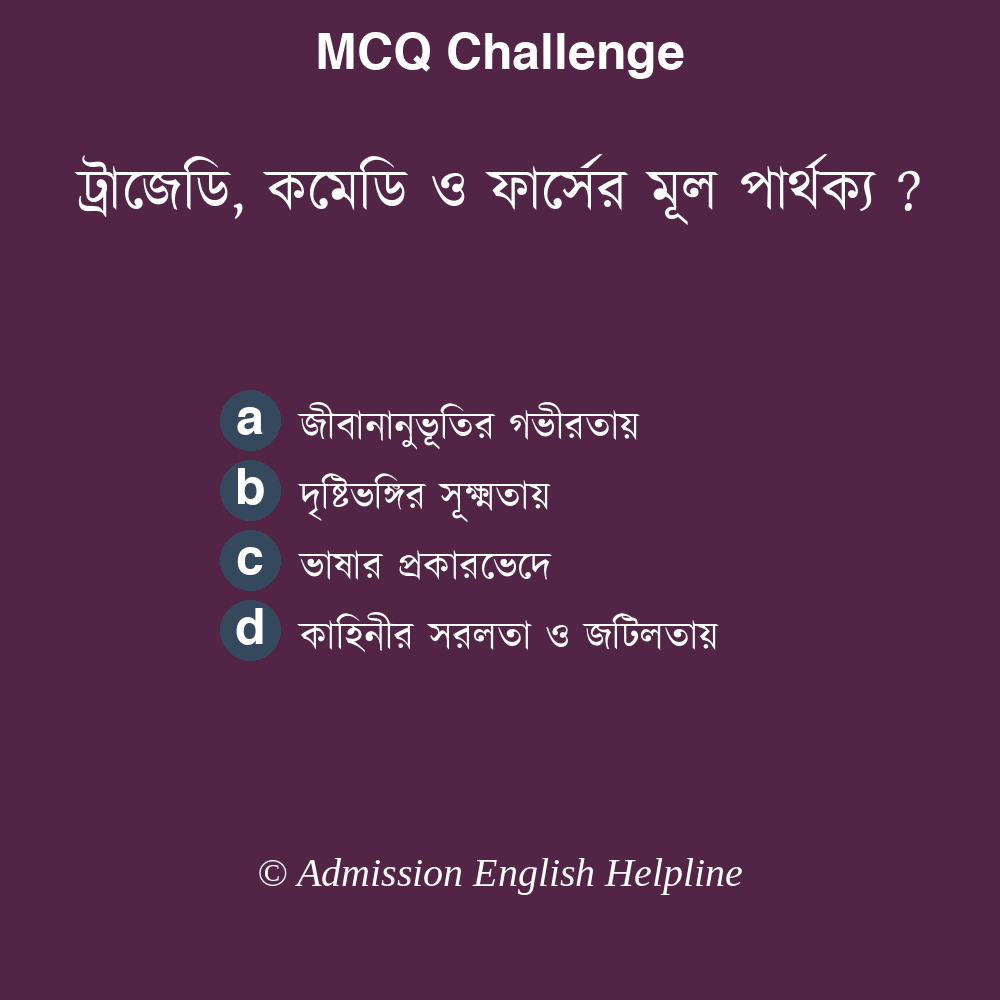 MCQ Challenge
ট্রাজেডি, কমেডি ও ফার্সের মূল পার্থক্য ?
a জীবানানুভূতির গভীরতায়
b দৃষ্টিভঙ্গির সূক্ষ্মতায়
c ভাষার প্রকারভেদে
d কাহিনীর সরলতা ও জটিলতায়
© Admission English Helpline